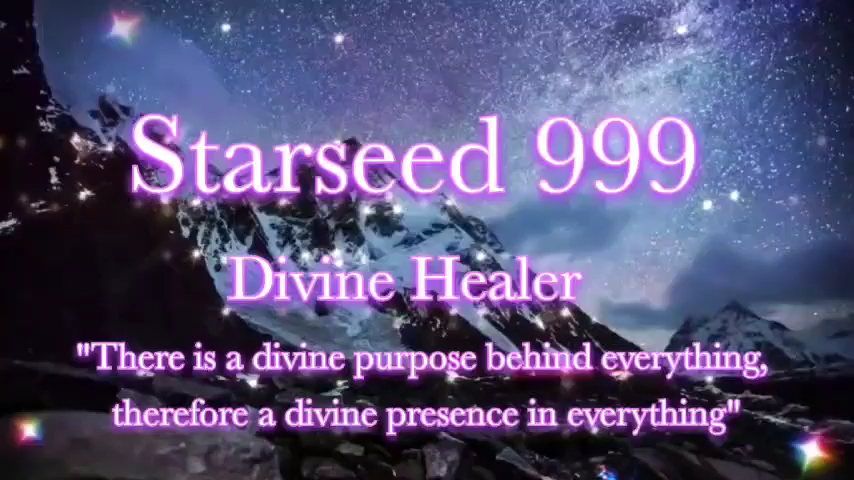 Starseed 999
Divine Healer
"There is a divine purpose behind everything,
therefore a divine presence in everything"